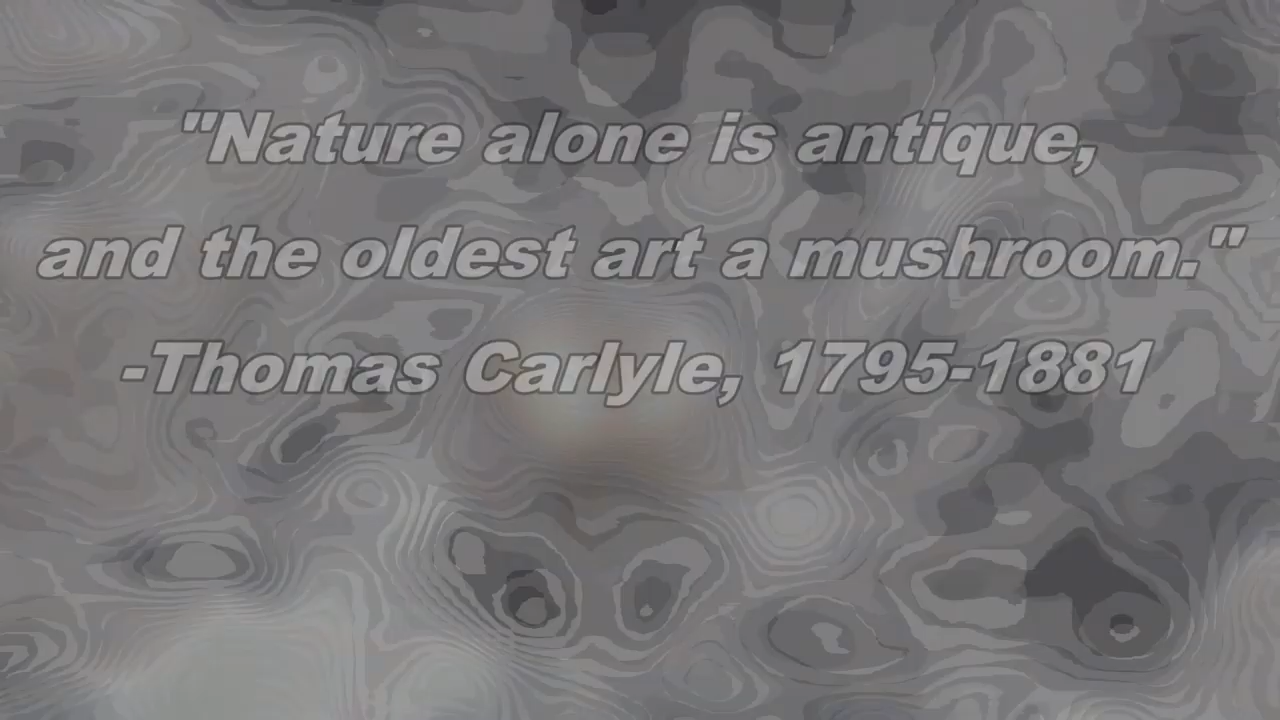 "Nature alone is antique,
and the oldest art a mushroom."
-Thomas Carlyle, 1795-1881